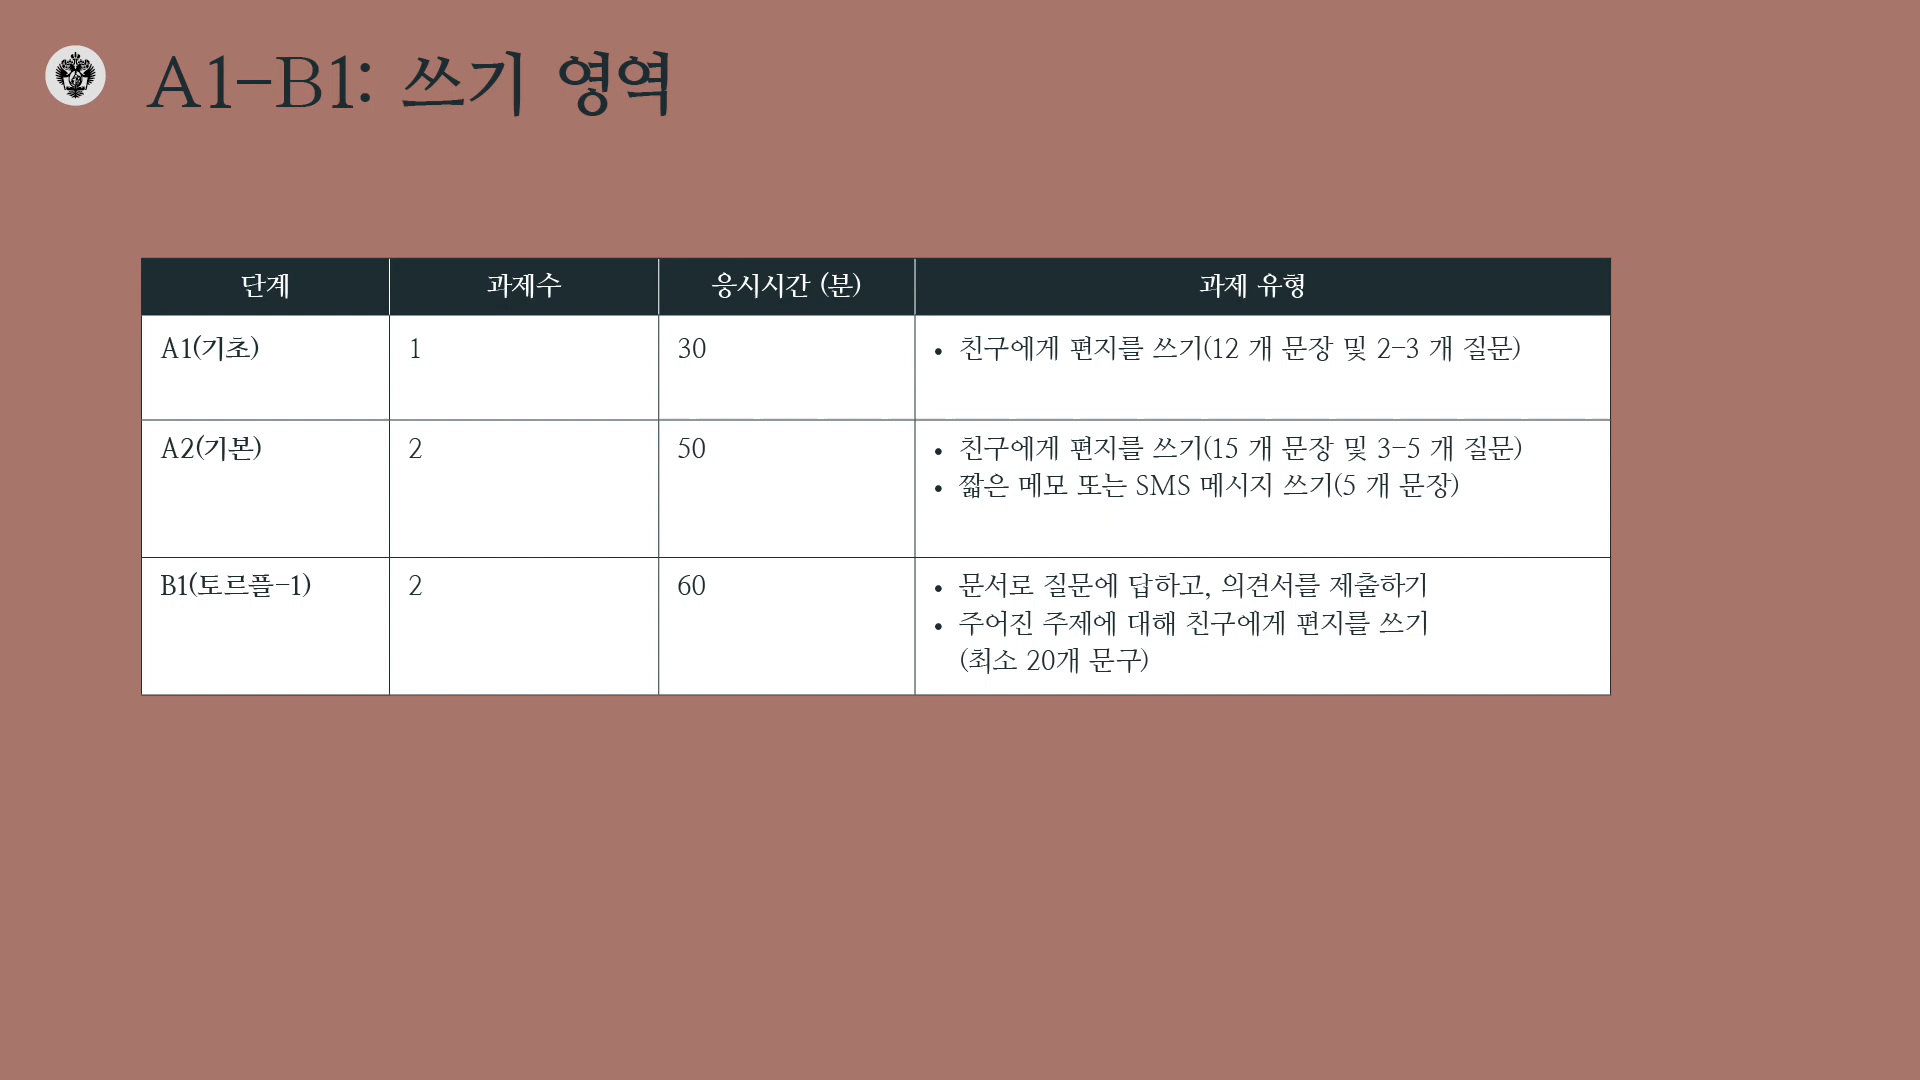 A1-B1: 쓰기 영역
단계 과제수 응시시간 (분) 과제 유형
A1(기초) 1 30 • 친구에게 편지를 쓰기(12 개 문장 및 2-3 개 질문)
A2(기본) 2 50 • 친구에게 편지를 쓰기(15 개 문장 및 3-5 개 질문)
• 짧은 메모 또는 SMS 메시지 쓰기(5 개 문장)
B1(토르플-1) 2 60 • 문서로 질문에 답하고, 의견서를 제출하기
• 주어진 주제에 대해 친구에게 편지를 쓰기
(최소 20개 문구)